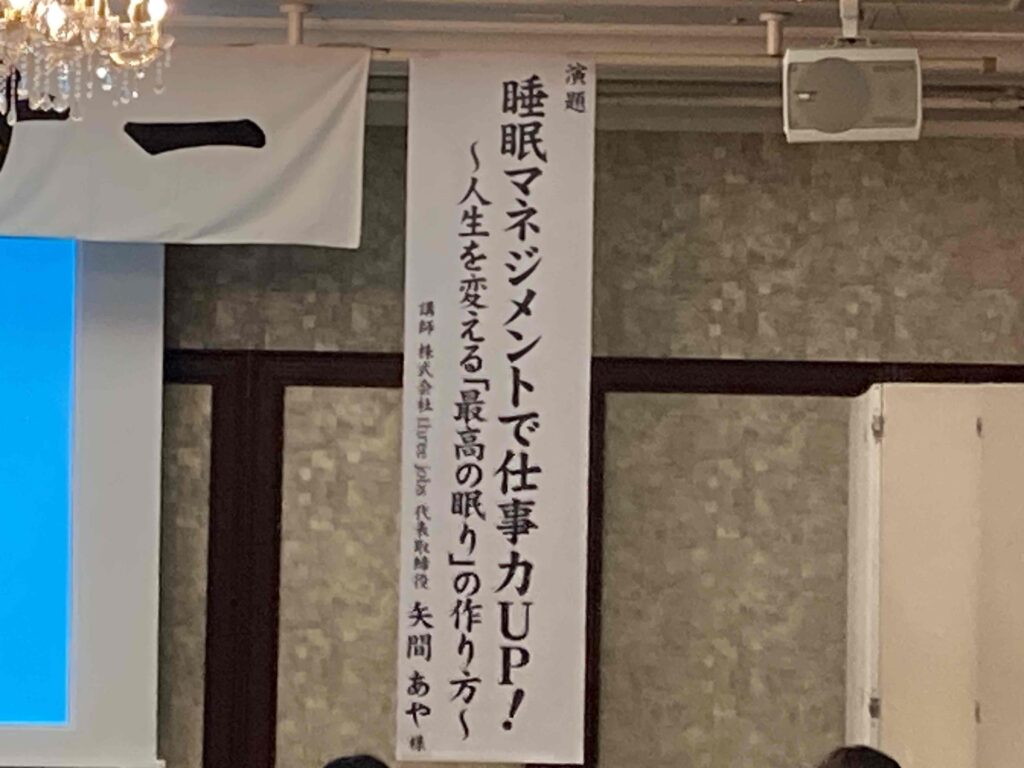 演題
睡眠マネジメントで仕事力UP！
～人生を変える「最高の眠り」の作り方～
講師 株式会社 three jobs 代表取締役 矢間 あや 様
ー